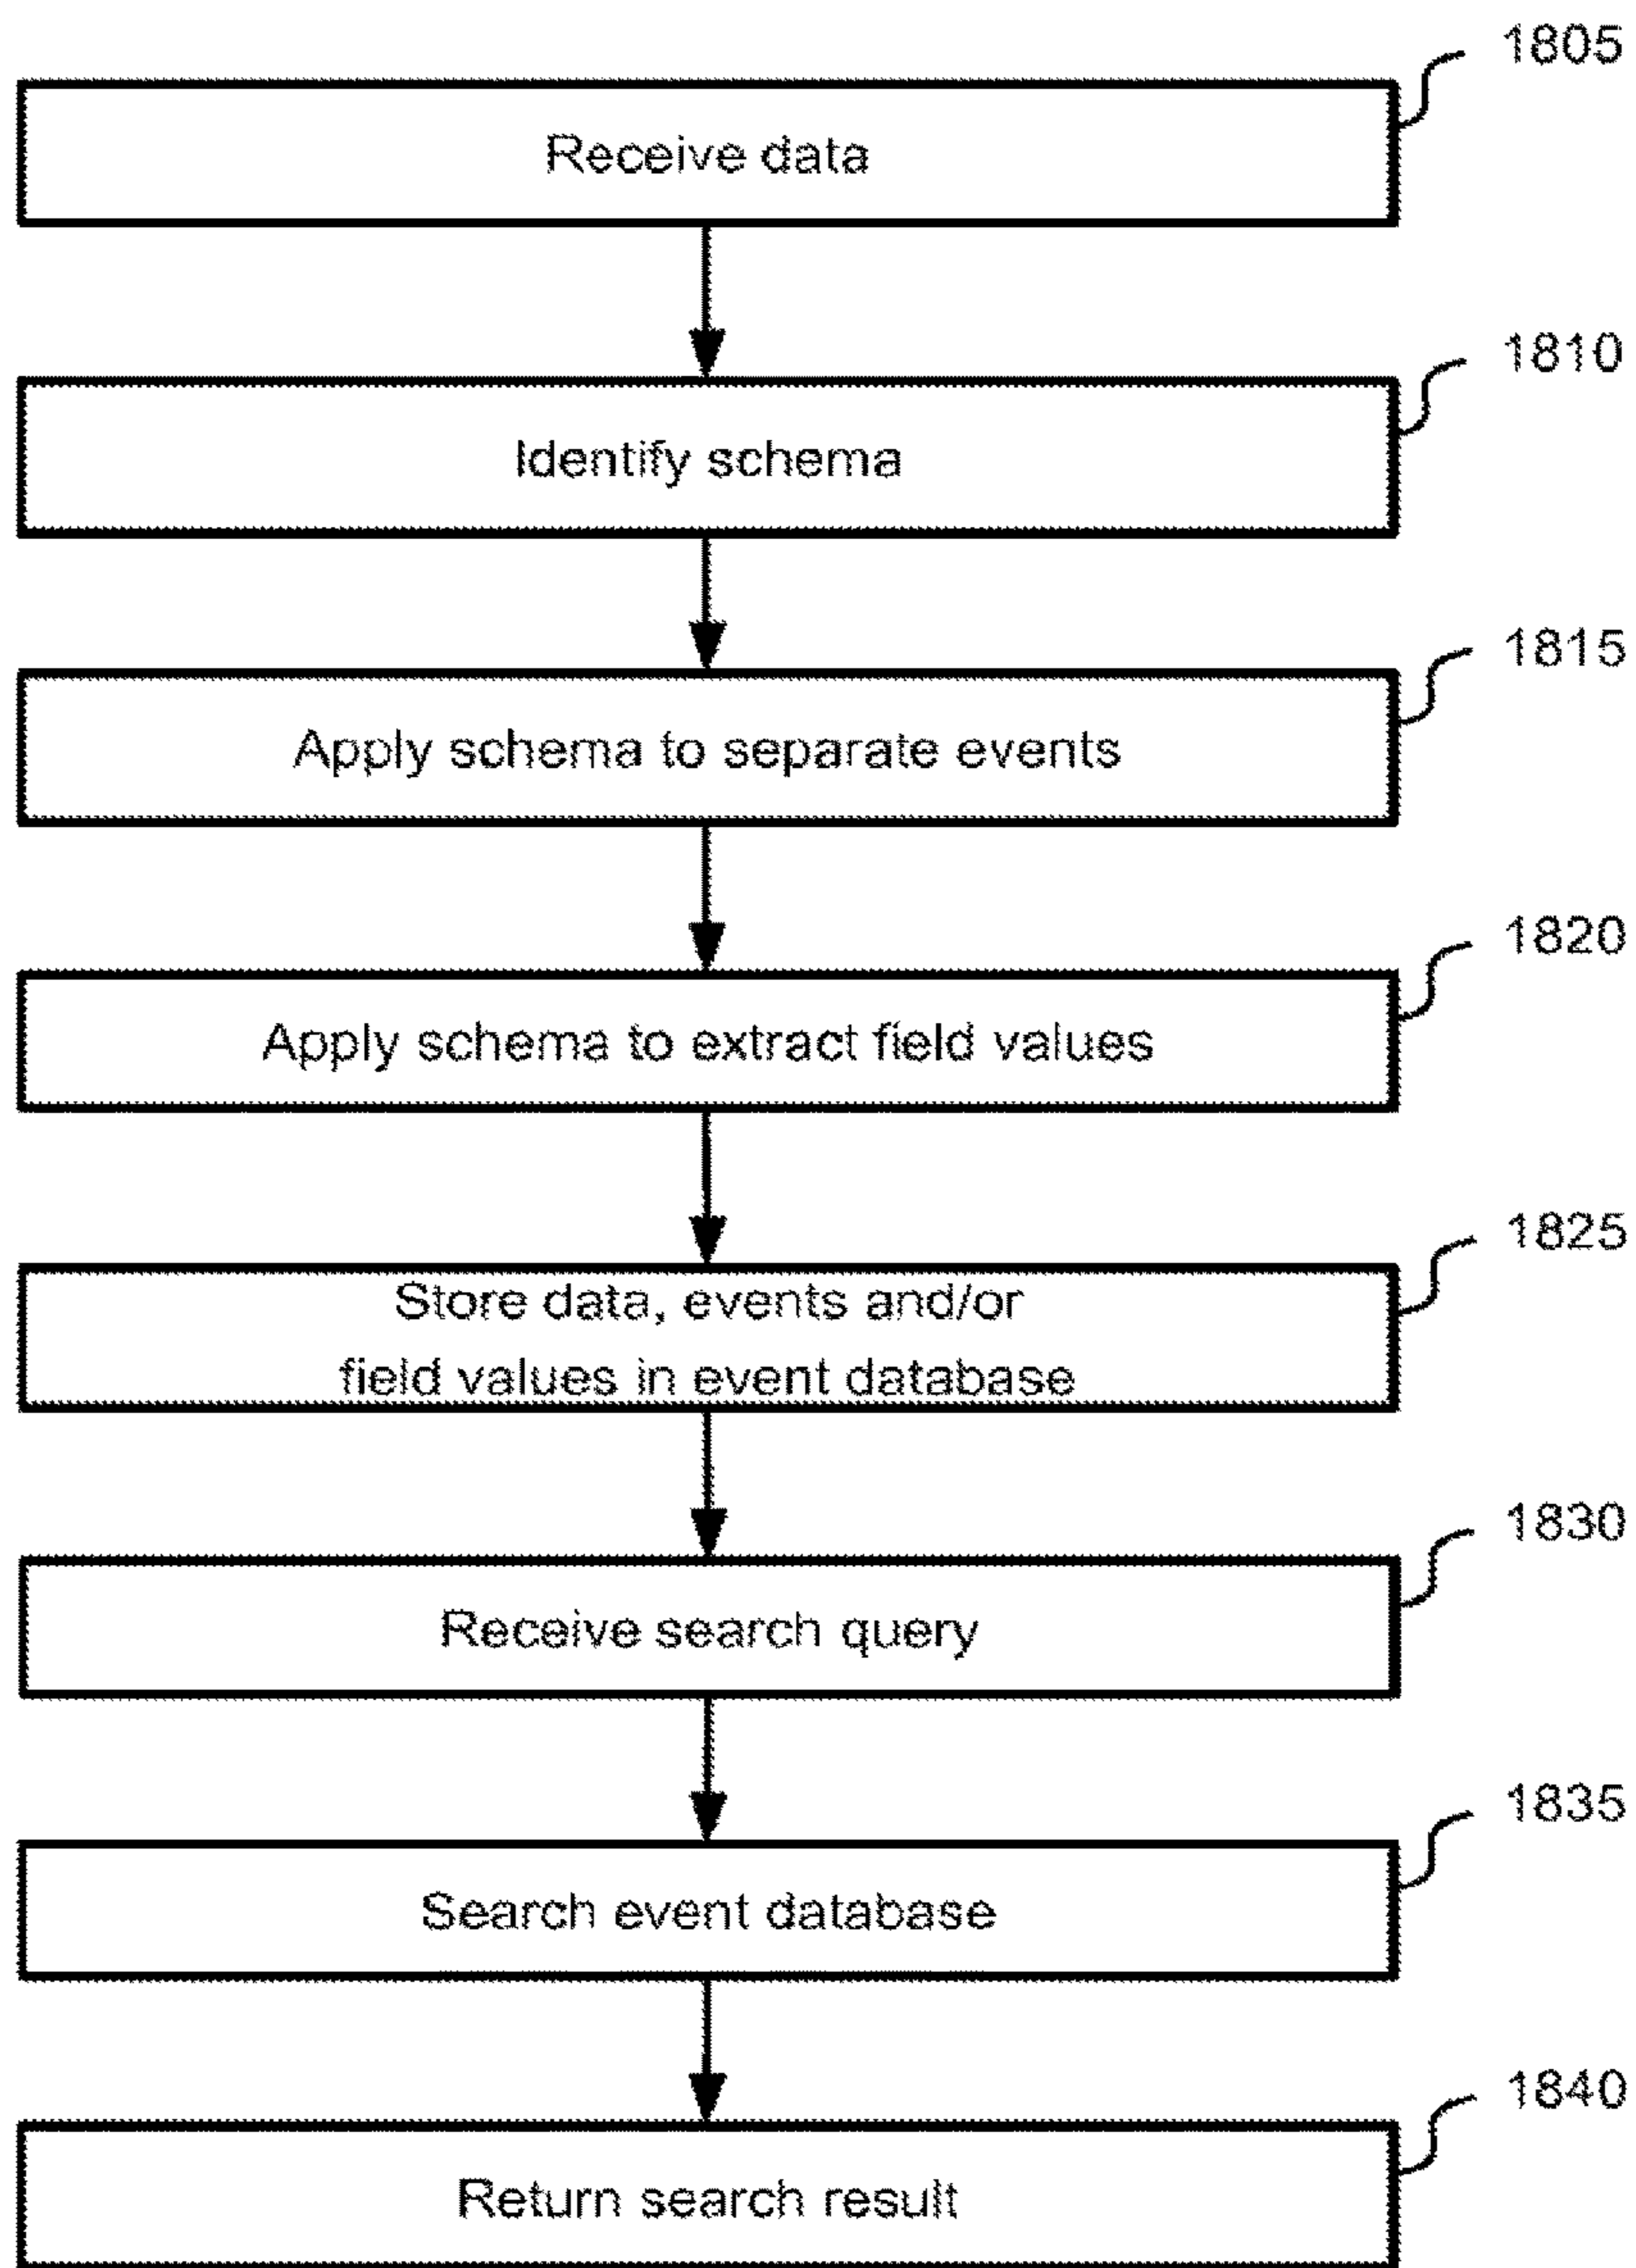 1805
Receive data
1810
Identify schema
1815
Apply schema to separate events
1820
Apply schema to extract field values
1825
Store data, events and/or
field values in event database
1830
Receive search query
1835
Search event database
1840
Return search result